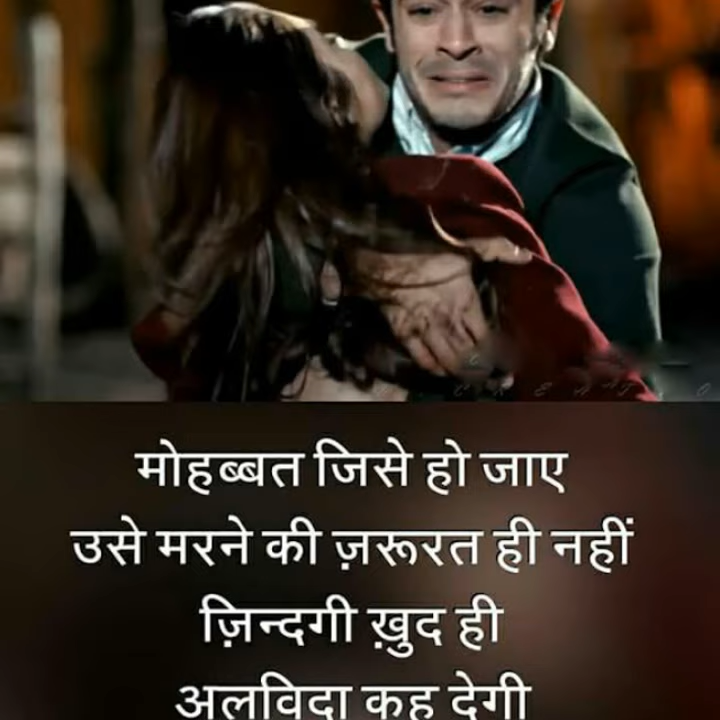 मोहब्बत जिसे हो जाए
उसे मरने की ज़रूरत ही नहीं
ज़िन्दगी ख़ुद ही
अलविदा कह देगी